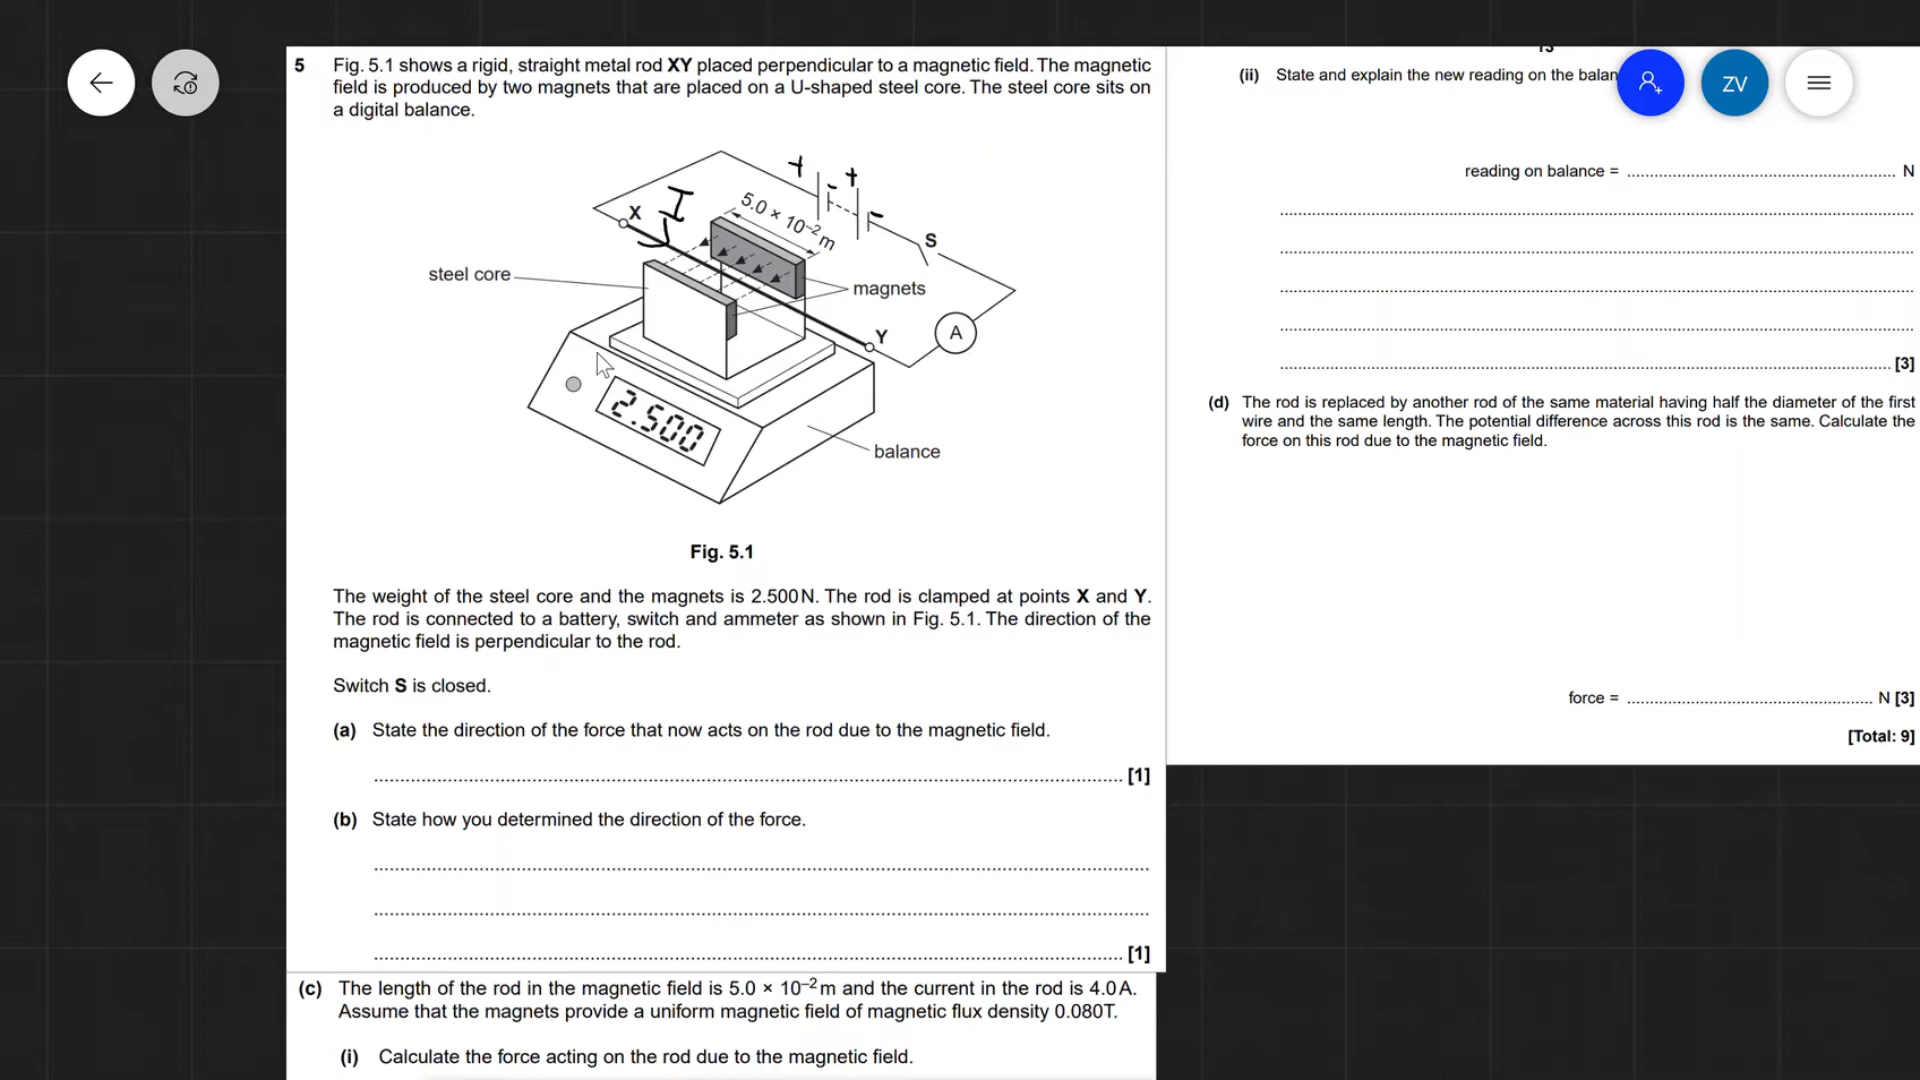 5 Fig. 5.1 shows a rigid, straight metal rod XY placed perpendicular to a magnetic field. The magnetic
field is produced by two magnets that are placed on a U-shaped steel core. The steel core sits on
a digital balance.
+ - + -
I
X
5.0 × 10⁻² m
S
steel core
magnets
Y
A
2.500
balance
Fig. 5.1
The weight of the steel core and the magnets is 2.500 N. The rod is clamped at points X and Y.
The rod is connected to a battery, switch and ammeter as shown in Fig. 5.1. The direction of the
magnetic field is perpendicular to the rod.
Switch S is closed.
(a) State the direction of the force that now acts on the rod due to the magnetic field.
[1]
(b) State how you determined the direction of the force.
[1]
(c) The length of the rod in the magnetic field is 5.0 × 10⁻² m and the current in the rod is 4.0 A.
Assume that the magnets provide a uniform magnetic field of magnetic flux density 0.080T.
(i) Calculate the force acting on the rod due to the magnetic field.
(ii) State and explain the new reading on the
ZV
reading on balance = N
[3]
(d) The rod is replaced by another rod of the same material having half the diameter of the first
wire and the same length. The potential difference across this rod is the same. Calculate the
force on this rod due to the magnetic field.
force = N [3]
[Total: 9]